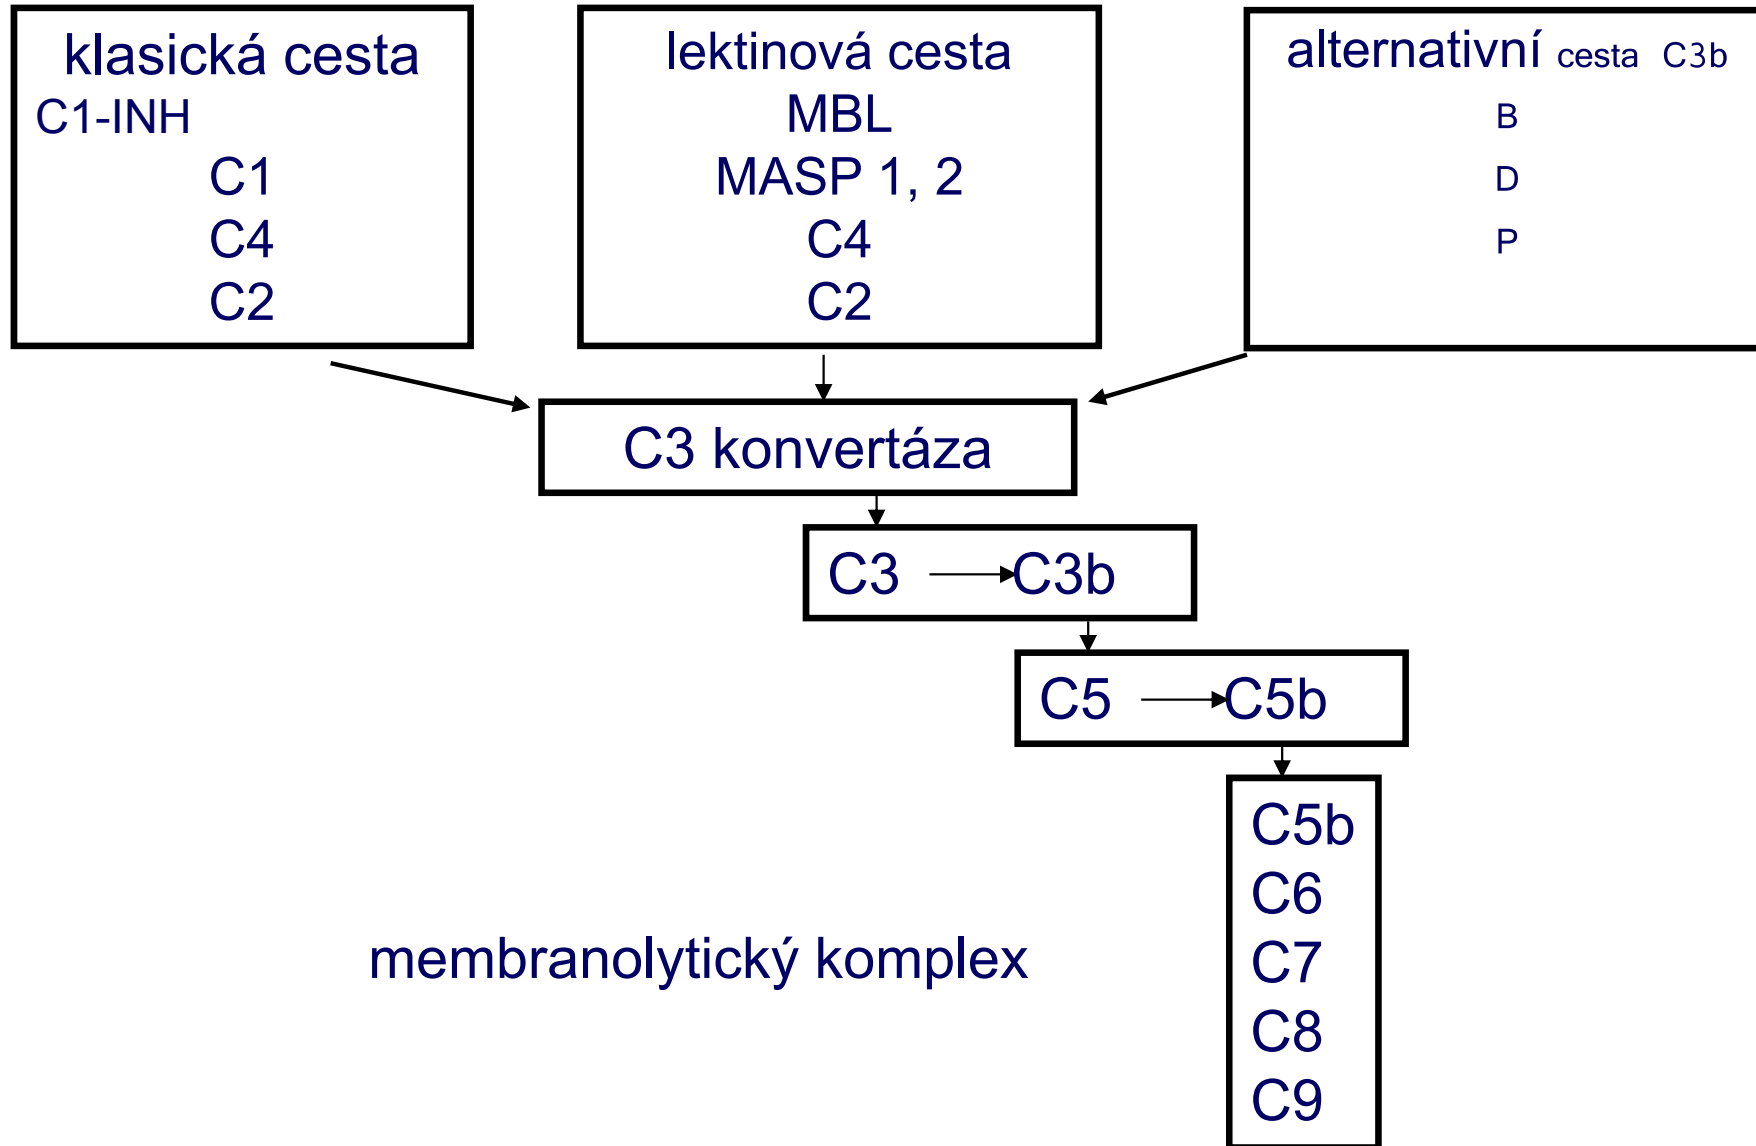 klasická cesta
C1-INH
C1
C4
C2
lektinová cesta
MBL
MASP 1, 2
C4
C2
alternativní cesta C3b
B
D
P
C3 konvertáza
C3 C3b
C5 C5b
C5b
C6
C7
C8
C9
membranolytický komplex